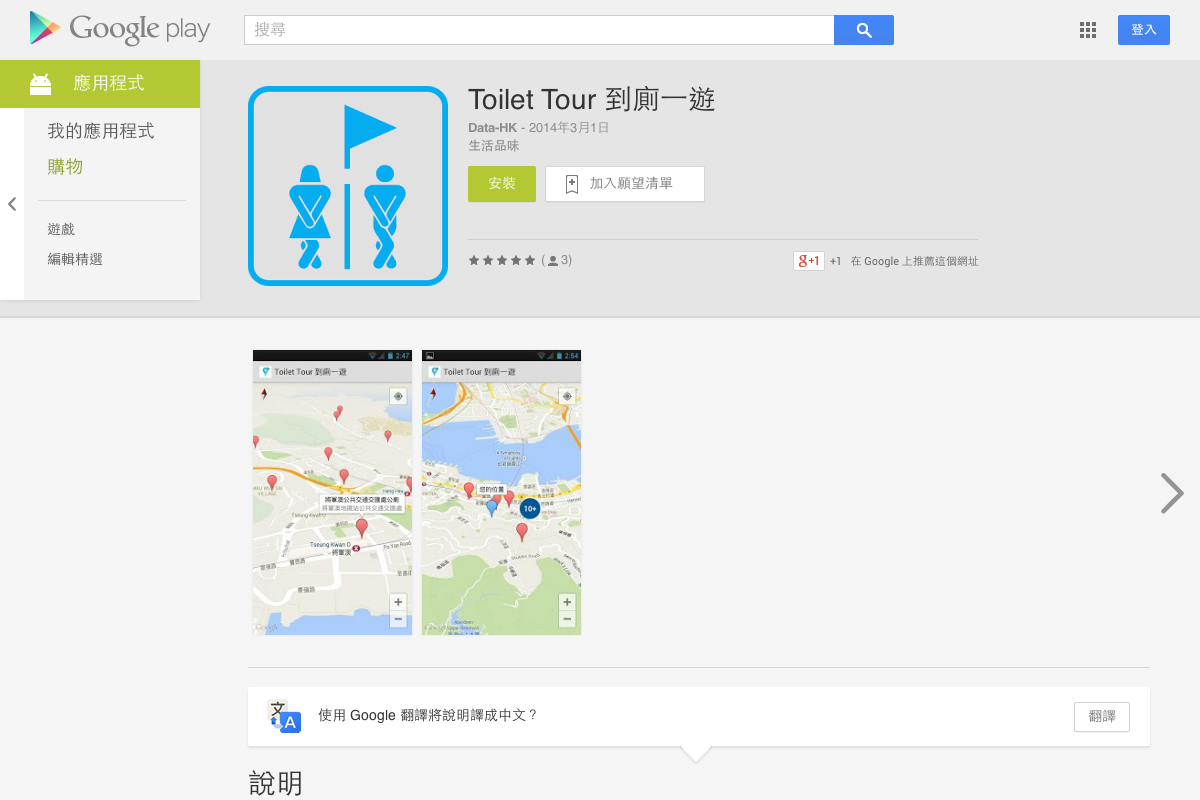 Google play
搜尋
登入
應用程式
我的應用程式
購物
遊戲
編輯精選
Toilet Tour 到廁一遊
Data-HK - 2014年3月1日
生活品味
安裝
加入願望清單
( 3)
g+1
+1 在 Google 上推薦這個網址
2:47
Toilet Tour 到廁一遊
將軍澳公共交通交匯處公廁
將軍澳地鐵站公共交通交匯處
Tseung Kwan O
將軍澳
2:54
Toilet Tour 到廁一遊
您的位置
10+
使用 Google 翻譯將說明譯成中文？
翻譯
說明